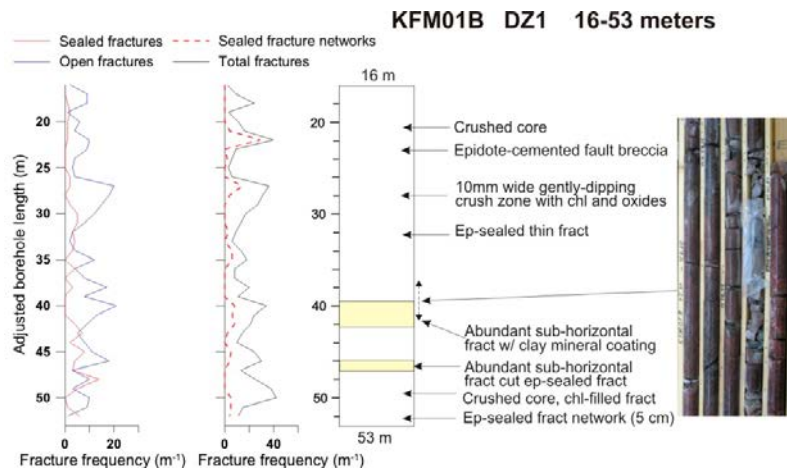 KFM01B DZ1 16-53 meters
Sealed fractures
Open fractures
Sealed fracture networks
Total fractures
16 m
Adjusted borehole length (m)
20
25
30
35
40
45
50
0
20
Fracture frequency (m-1)
0
40
Fracture frequency (m-1)
20
30
40
50
53 m
Crushed core
Epidote-cemented fault breccia
10mm wide gently-dipping
crush zone with chl and oxides
Ep-sealed thin fract
Abundant sub-horizontal
fract w/ clay mineral coating
Abundant sub-horizontal
fract cut ep-sealed fract
Crushed core, chl-filled fract
Ep-sealed fract network (5 cm)